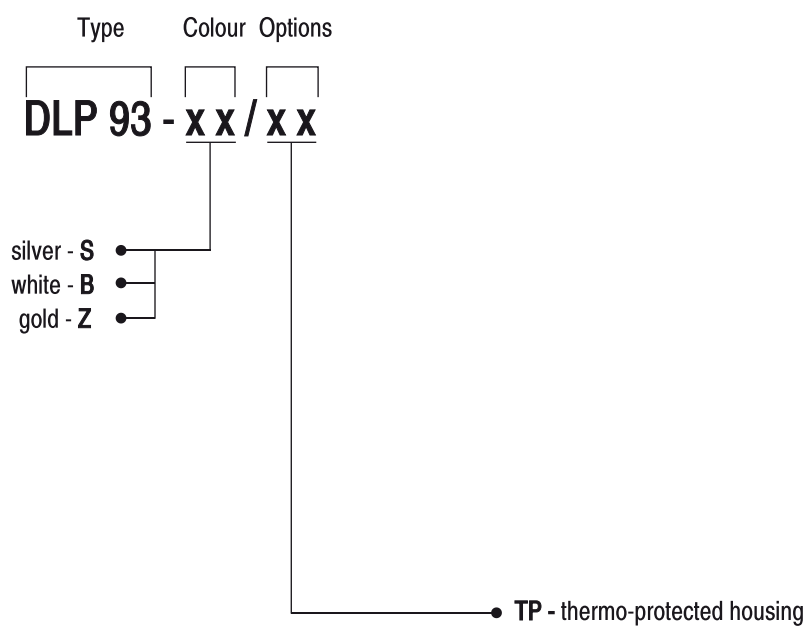 Type Colour Options
DLP 93 - x x / x x
silver - S
white - B
gold - Z
TP - thermo-protected housing